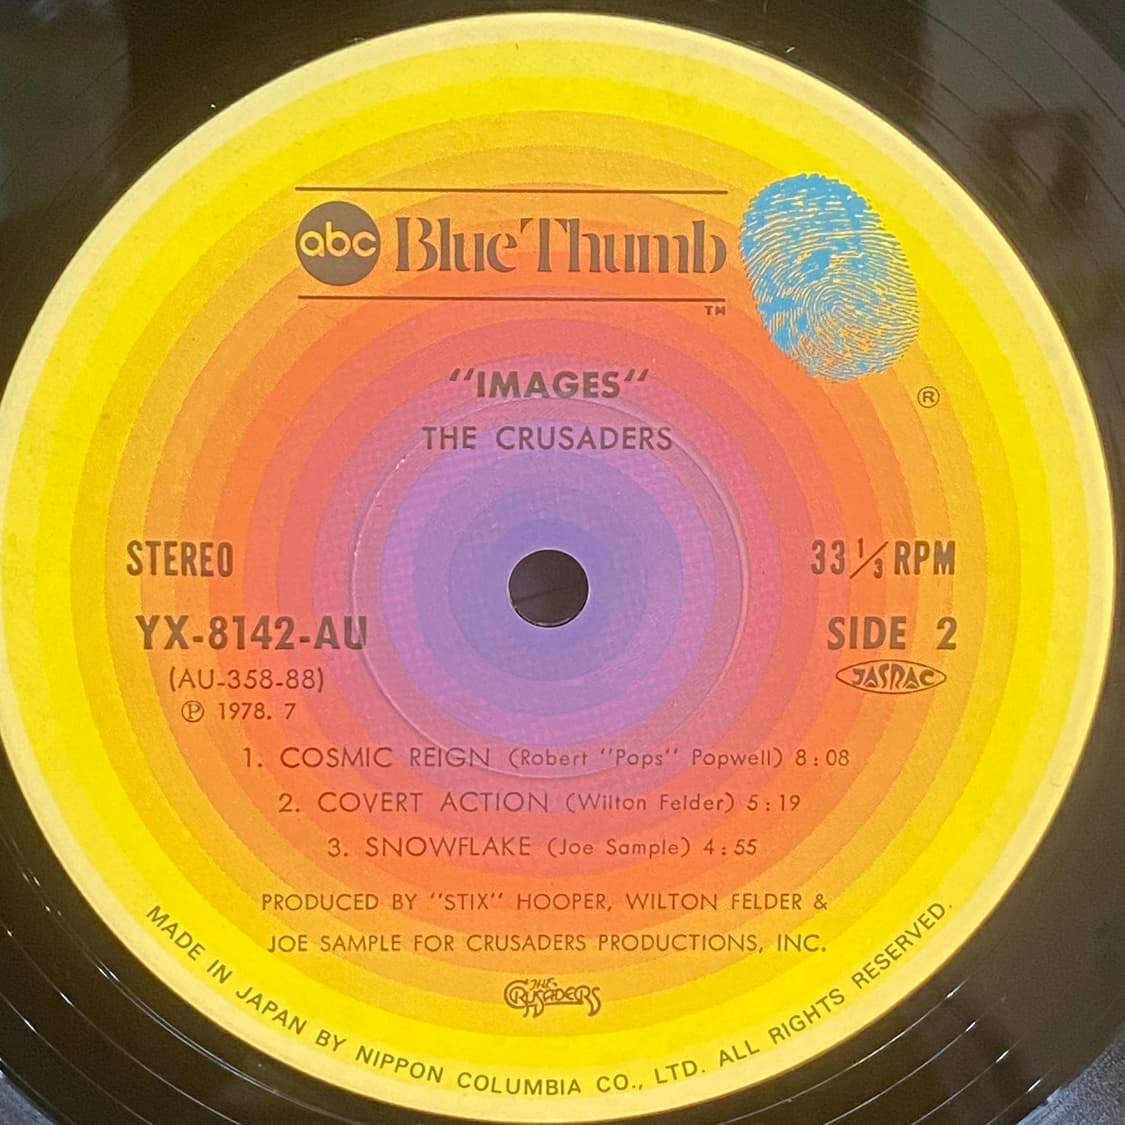 abc Blue Thumb
TM
®
"IMAGES"
THE CRUSADERS
STEREO
33 1/3 RPM
YX-8142-AU
SIDE 2
(AU-358-88)
JASRAC
℗ 1978. 7
1. COSMIC REIGN (Robert "Pops" Popwell) 8:08
2. COVERT ACTION (Wilton Felder) 5:19
3. SNOWFLAKE (Joe Sample) 4:55
PRODUCED BY "STIX" HOOPER, WILTON FELDER &
JOE SAMPLE FOR CRUSADERS PRODUCTIONS, INC.
THE CRUSADERS
MADE IN JAPAN BY NIPPON COLUMBIA CO., LTD. ALL RIGHTS RESERVED.